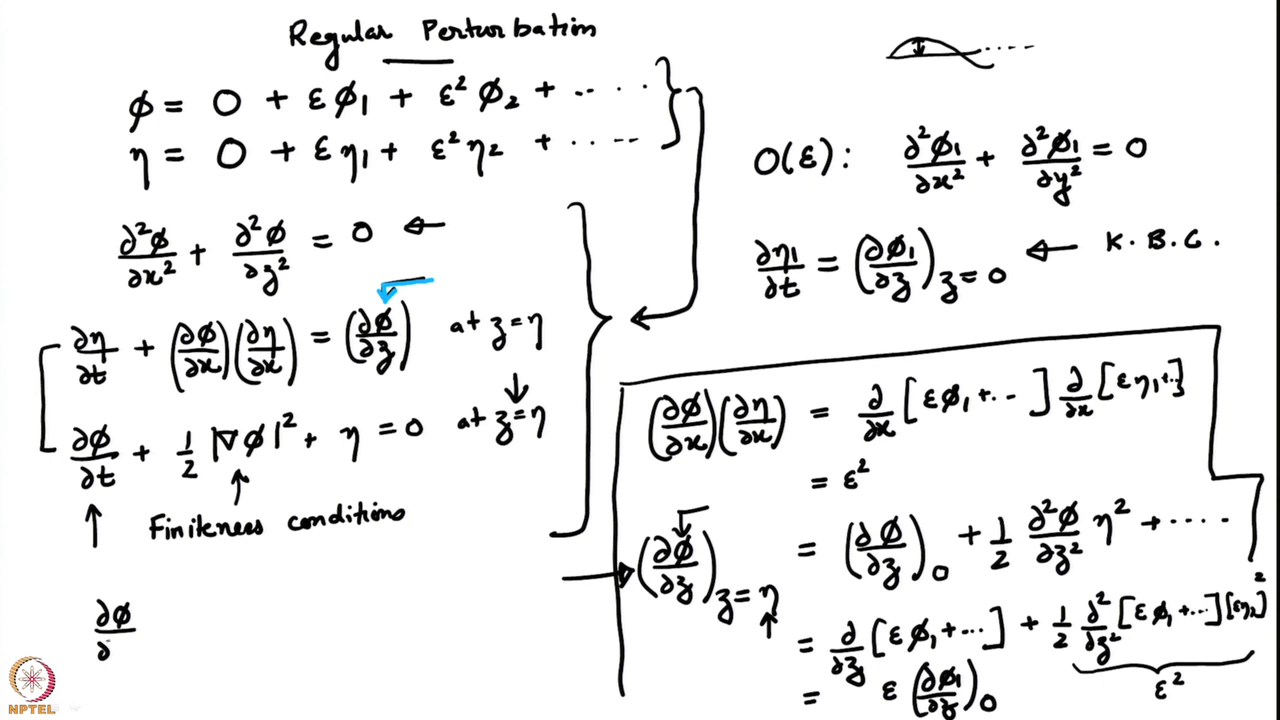 Regular Perturbation
ϕ = 0 + εϕ₁ + ε²ϕ₂ + ......
η = 0 + εη₁ + ε²η₂ + ......
∂²ϕ/∂x² + ∂²ϕ/∂z² = 0 ←
∂η/∂t + (∂ϕ/∂x)(∂η/∂x) = (∂ϕ/∂z) at z=η
∂ϕ/∂t + 1/2 |∇ϕ|² + η = 0 at z=η
Finiteness conditions
∂ϕ/∂
O(ε): ∂²ϕ₁/∂x² + ∂²ϕ₁/∂y² = 0
∂η₁/∂t = (∂ϕ₁/∂z)z=0 ← K.B.C.
(∂ϕ/∂x)(∂η/∂x) = ∂/∂x [εϕ₁+...] ∂/∂x [εη₁+..]
= ε²
(∂ϕ/∂z)z=η = (∂ϕ/∂z)₀ + 1/2 ∂²ϕ/∂z² η² + .....
= ∂/∂z [εϕ₁+...] + 1/2 ∂²/∂z² [εϕ₁+...][εη₂]²
ε²
= ε(∂ϕ₁/∂z)₀
NPTEL